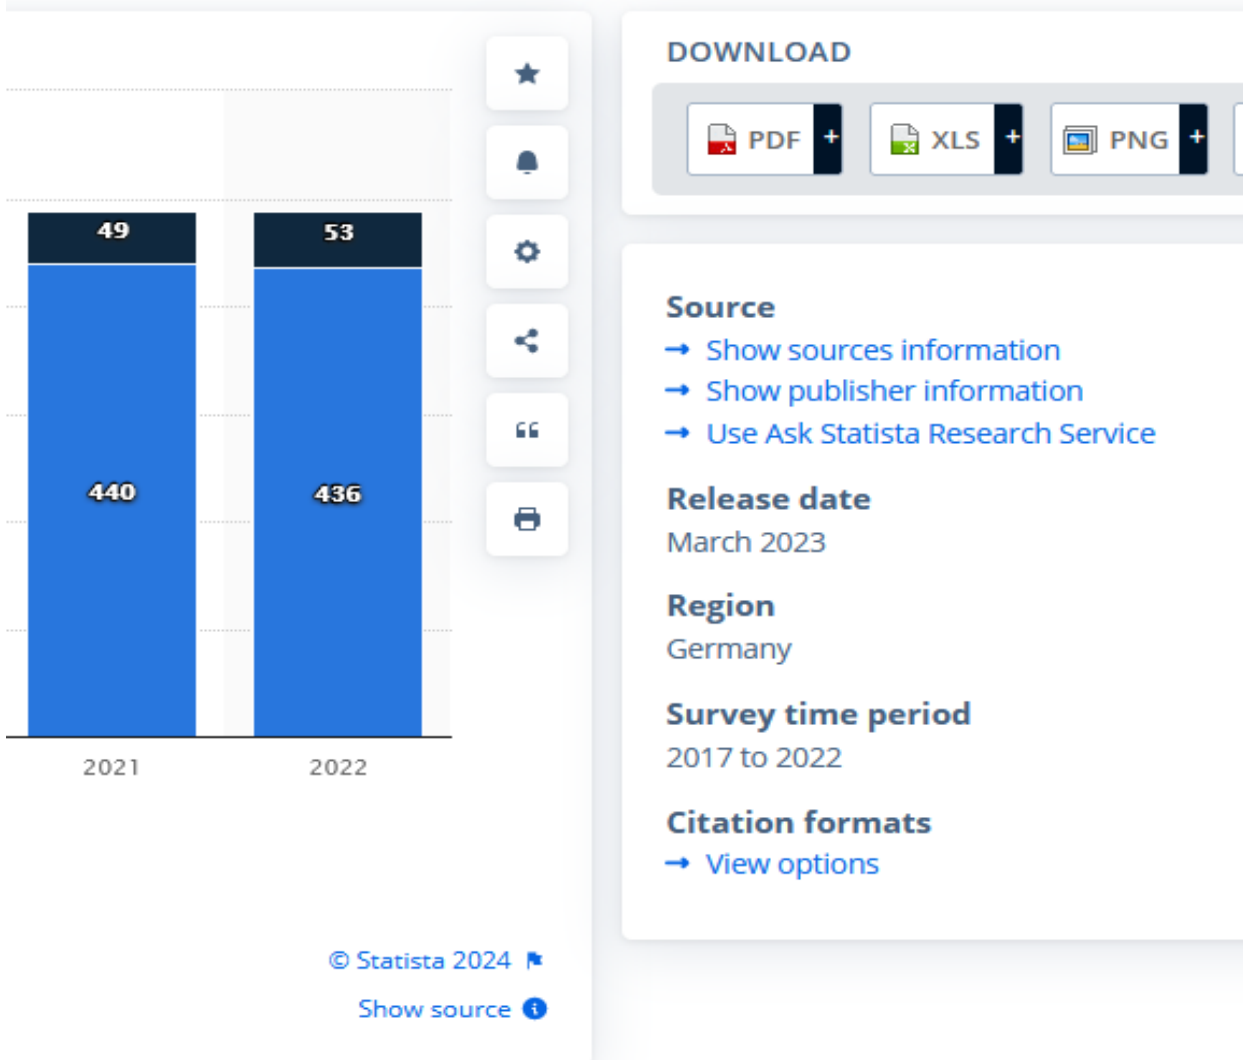 49
53
440
436
2021
2022
© Statista 2024
Show source
DOWNLOAD
PDF +
XLS +
PNG +
Source
→ Show sources information
→ Show publisher information
→ Use Ask Statista Research Service
Release date
March 2023
Region
Germany
Survey time period
2017 to 2022
Citation formats
→ View options